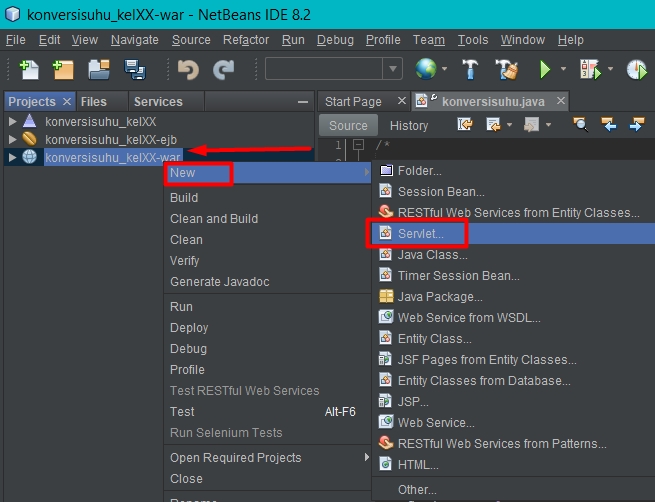 konversisuhu_kelXX-war - NetBeans IDE 8.2
File Edit View Navigate Source Refactor Run Debug Profile Team Tools Window Help
Projects × Files Services
Start Page × konversisuhu.java ×
Source History
1 /*
konversisuhu_kelXX
konversisuhu_kelXX-ejb
konversisuhu_kelXX-war
New
Build
Clean and Build
Clean
Verify
Generate Javadoc
Run
Deploy
Debug
Profile
Test RESTful Web Services
Test Alt-F6
Run Selenium Tests
Open Required Projects
Close
Folder...
Session Bean...
RESTful Web Services from Entity Classes...
Servlet...
Java Class...
Timer Session Bean...
Java Package...
Web Service from WSDL...
Entity Class...
JSF Pages from Entity Classes...
Entity Classes from Database...
JSP...
Web Service...
RESTful Web Services from Patterns...
HTML...
Other...